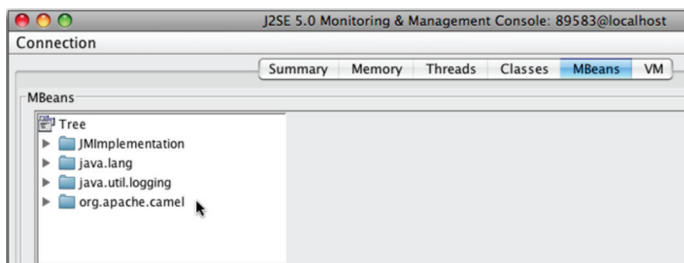 J2SE 5.0 Monitoring & Management Console: 89583@localhost
Connection
Summary Memory Threads Classes MBeans VM
MBeans
Tree
JMImplementation
java.lang
java.util.logging
org.apache.camel